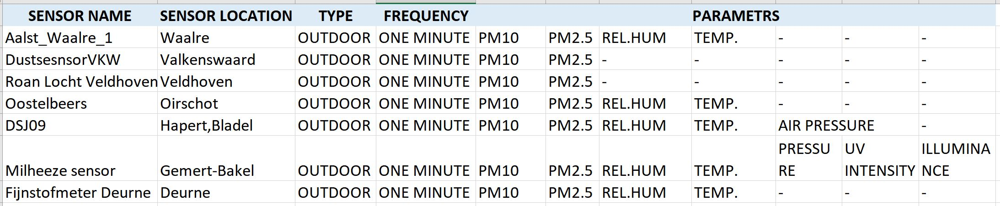 SENSOR NAME SENSOR LOCATION TYPE FREQUENCY PARAMETRS
Aalst_Waalre_1 Waalre OUTDOOR ONE MINUTE PM10 PM2.5 REL.HUM TEMP. - - -
DustsesnsorVKW Valkenswaard OUTDOOR ONE MINUTE PM10 PM2.5 - - - - -
Roan Locht Veldhoven Veldhoven OUTDOOR ONE MINUTE PM10 PM2.5 - - - - -
Oostelbeers Oirschot OUTDOOR ONE MINUTE PM10 PM2.5 REL.HUM TEMP. - - -
DSJ09 Hapert,Bladel OUTDOOR ONE MINUTE PM10 PM2.5 REL.HUM TEMP. AIR PRESSURE -
PRESSU UV ILLUMINA
Milheeze sensor Gemert-Bakel OUTDOOR ONE MINUTE PM10 PM2.5 REL.HUM TEMP. RE INTENSITY NCE
Fijnstofmeter Deurne Deurne OUTDOOR ONE MINUTE PM10 PM2.5 REL.HUM TEMP. - - -